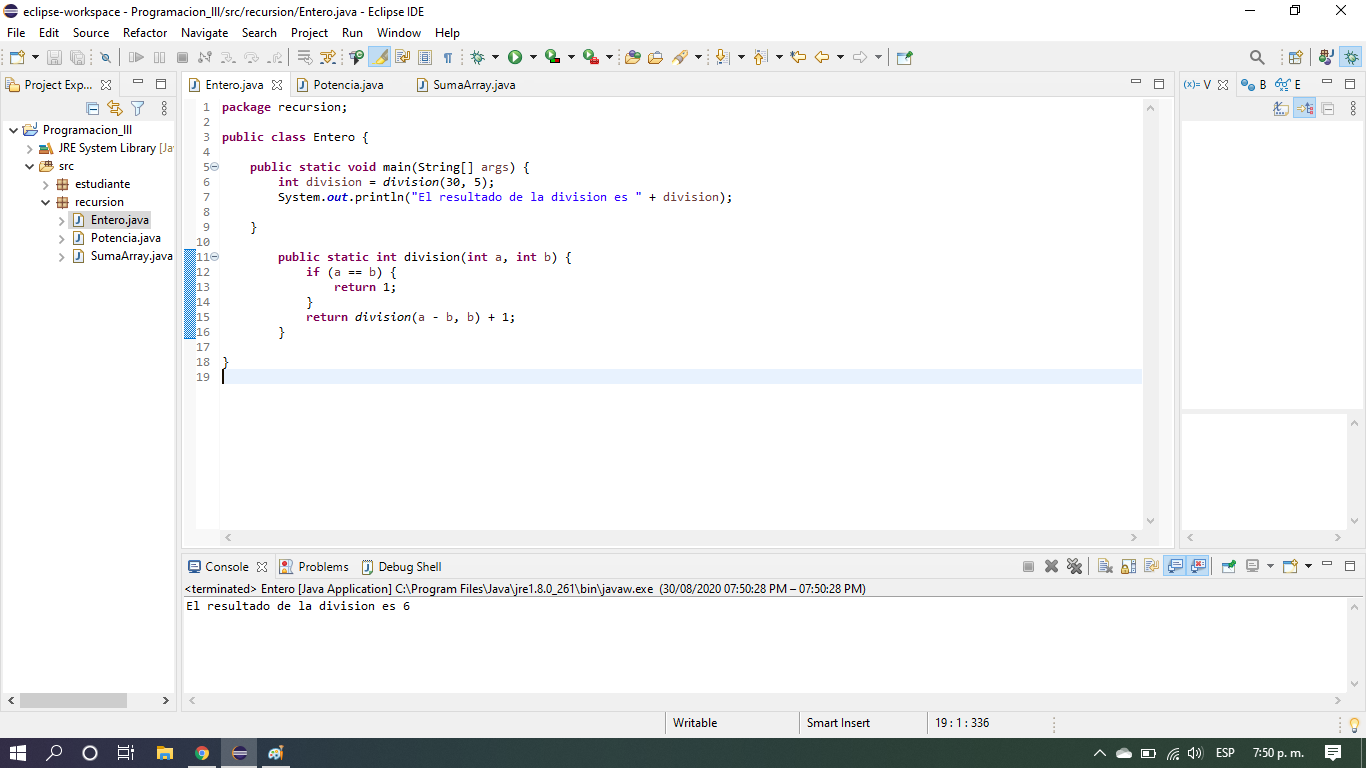 eclipse-workspace - Programacion_III/src/recursion/Entero.java - Eclipse IDE
File Edit Source Refactor Navigate Search Project Run Window Help
Project Exp...
Entero.java Potencia.java SumaArray.java
(x)= V B E
Programacion_III
JRE System Library [Ja
src
estudiante
recursion
Entero.java
Potencia.java
SumaArray.java
1 package recursion;
2
3 public class Entero {
4
5 public static void main(String[] args) {
6 int division = division(30, 5);
7 System.out.println("El resultado de la division es " + division);
8
9 }
10
11 public static int division(int a, int b) {
12 if (a == b) {
13 return 1;
14 }
15 return division(a - b, b) + 1;
16 }
17
18 }
19
Console Problems Debug Shell
<terminated> Entero [Java Application] C:\Program Files\Java\jre1.8.0_261\bin\javaw.exe (30/08/2020 07:50:28 PM – 07:50:28 PM)
El resultado de la division es 6
Writable Smart Insert 19 : 1 : 336
ESP 7:50 p. m.